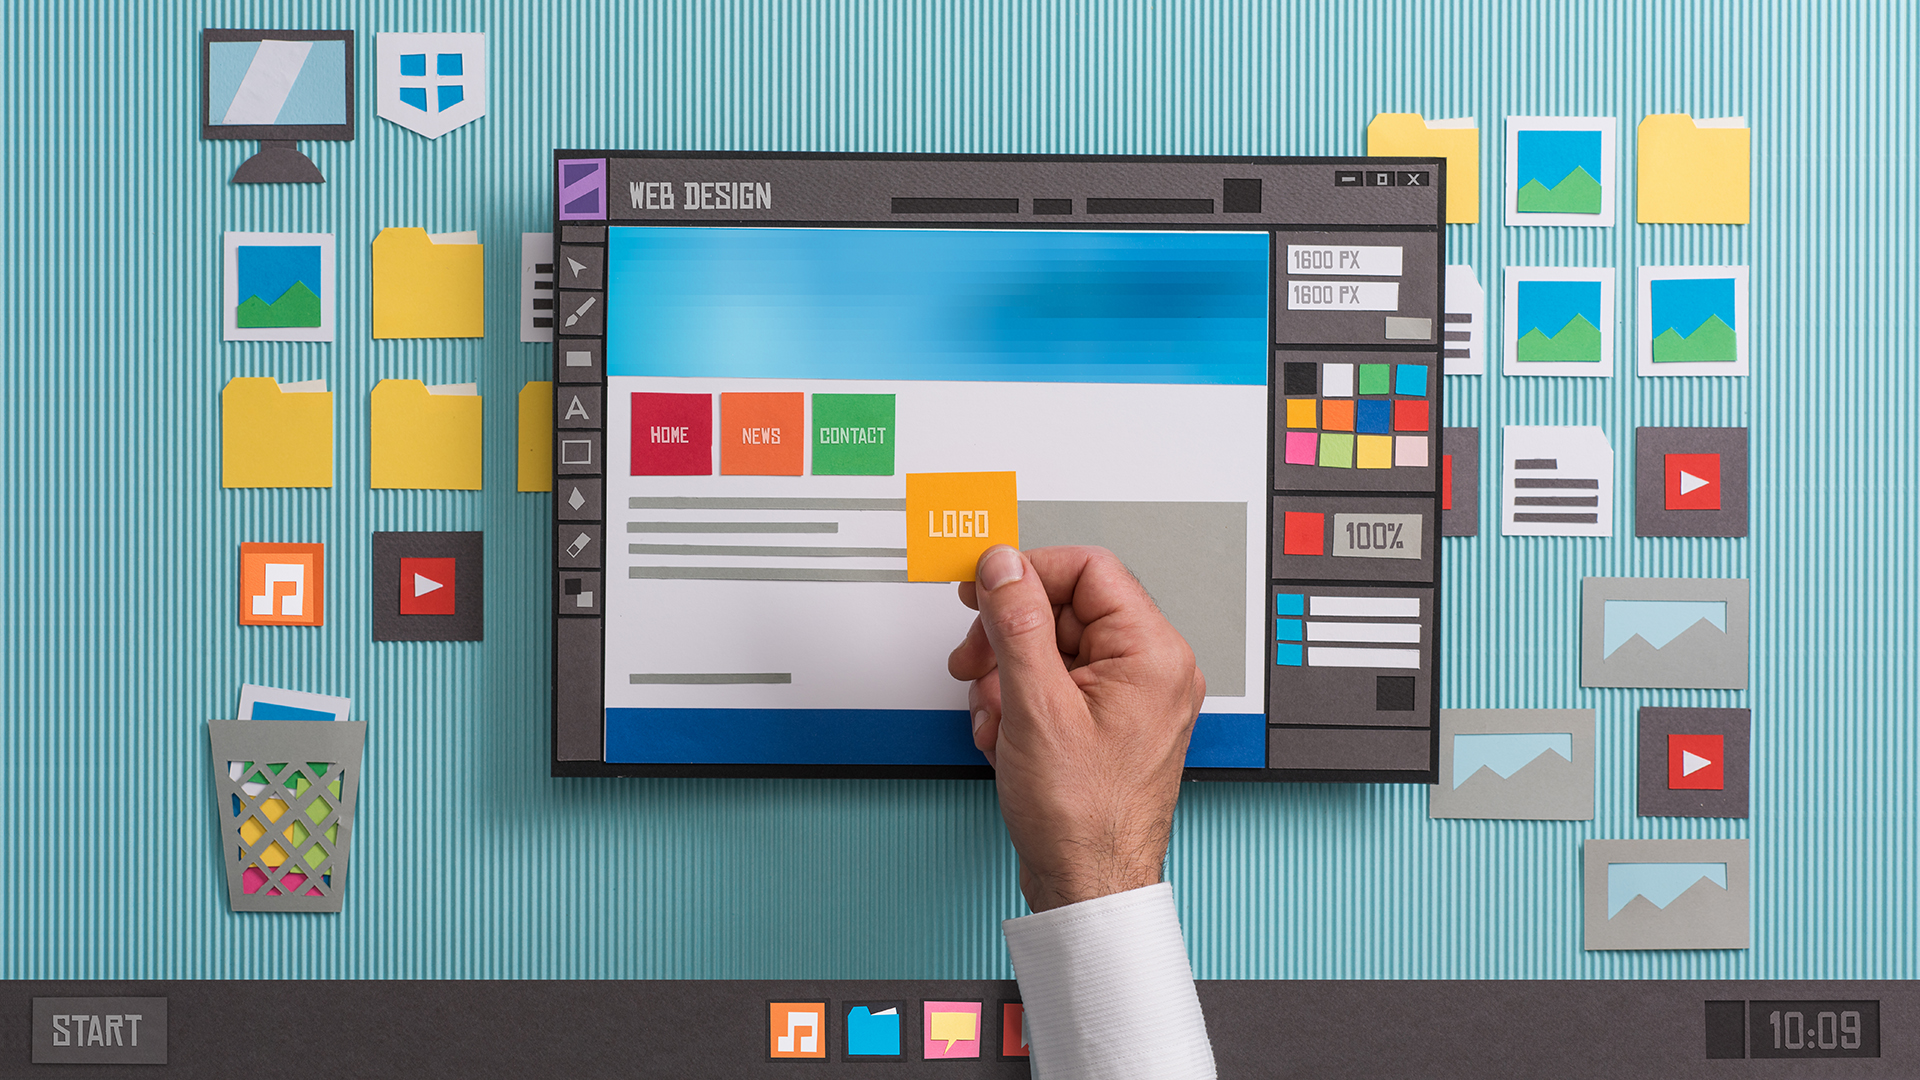 WEB DESIGN
1600 PX
1600 PX
HOME
NEWS
CONTACT
LOGO
100%
START
10:09